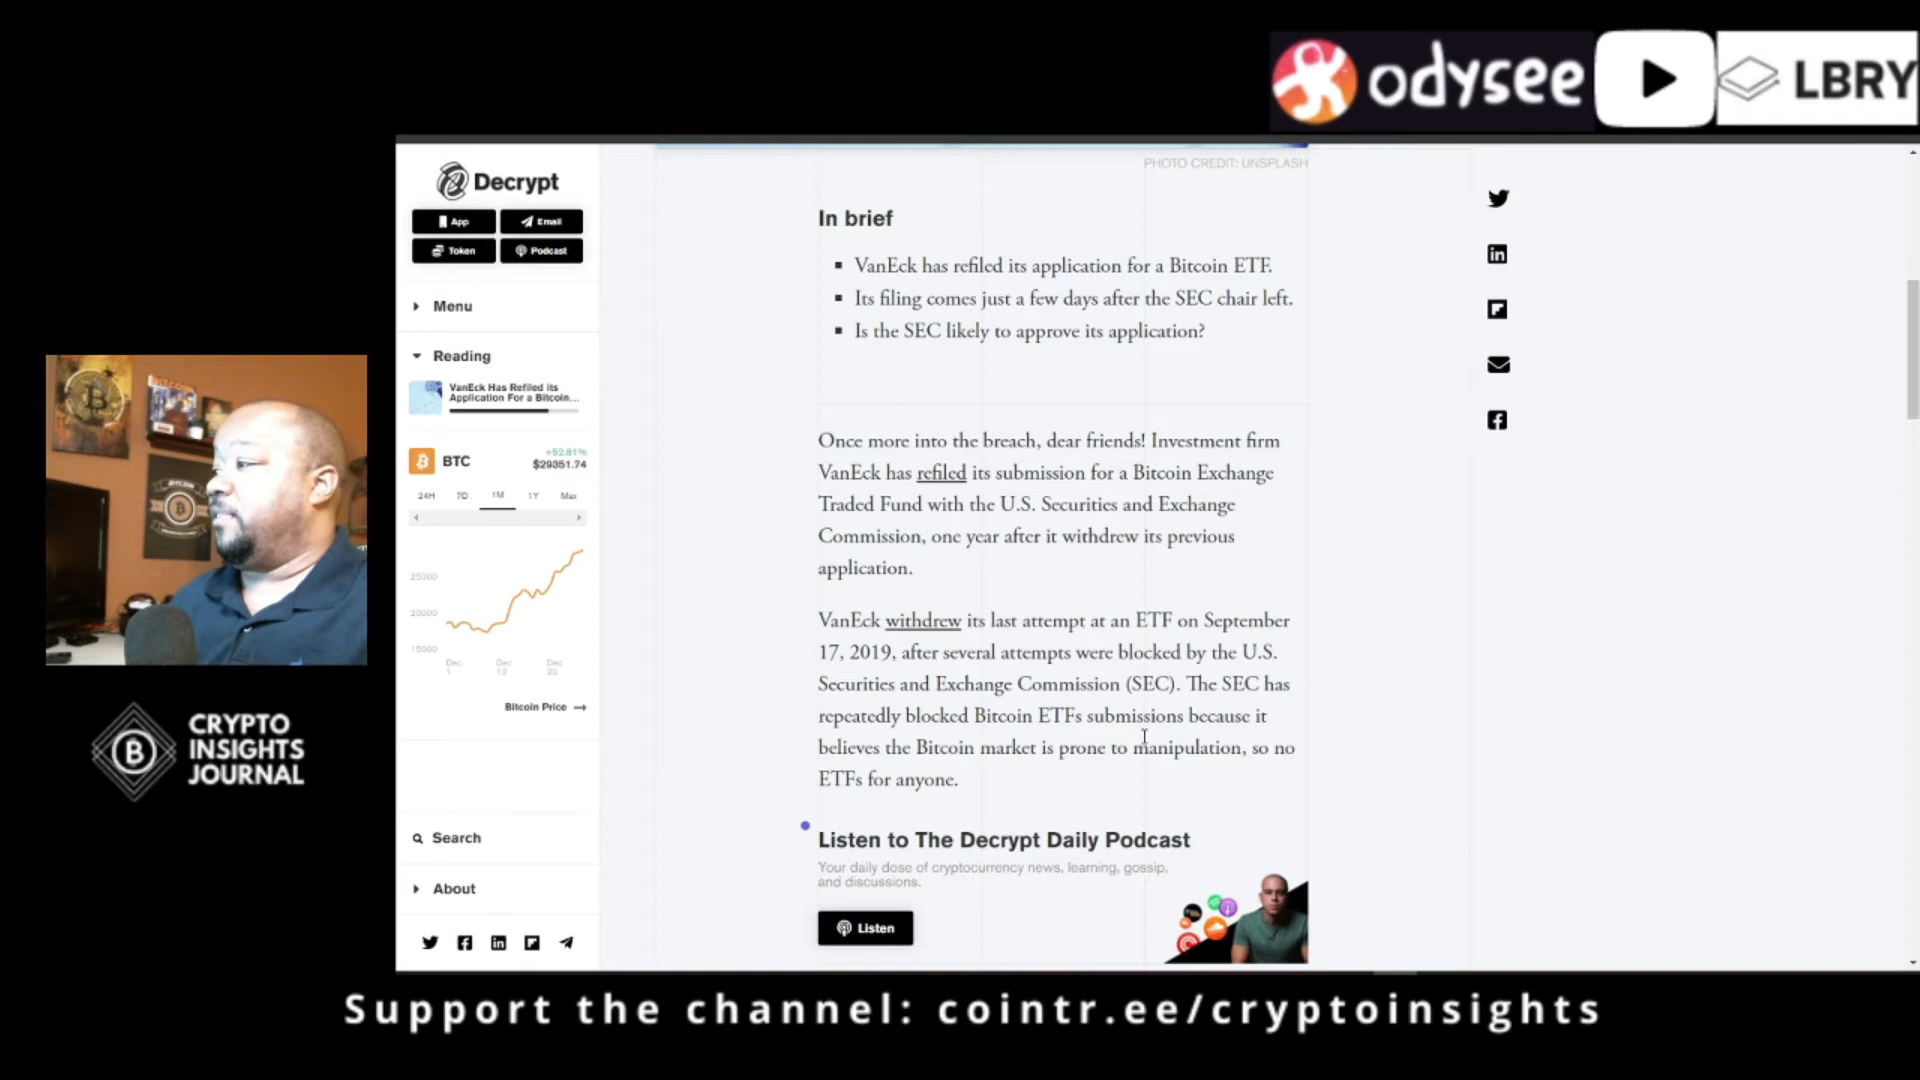 odysee
LBRY
Decrypt
App
Email
Token
Podcast
Menu
Reading
VanEck Has Refiled its
Application For a Bitcoin...
BTC
+52.81%
$29351.74
24H 7D 1M 1Y Max
25000
20000
15000
Dec
1
Dec
12
Dec
23
Bitcoin Price →
Search
About
PHOTO CREDIT: UNSPLASH
In brief
VanEck has refiled its application for a Bitcoin ETF.
Its filing comes just a few days after the SEC chair left.
Is the SEC likely to approve its application?
Once more into the breach, dear friends! Investment firm
VanEck has refiled its submission for a Bitcoin Exchange
Traded Fund with the U.S. Securities and Exchange
Commission, one year after it withdrew its previous
application.
VanEck withdrew its last attempt at an ETF on September
17, 2019, after several attempts were blocked by the U.S.
Securities and Exchange Commission (SEC). The SEC has
repeatedly blocked Bitcoin ETFs submissions because it
believes the Bitcoin market is prone to manipulation, so no
ETFs for anyone.
Listen to The Decrypt Daily Podcast
Your daily dose of cryptocurrency news, learning, gossip,
and discussions.
Listen
BITCOIN
BITCOIN
CRYPTO
INSIGHTS
JOURNAL
Support the channel: cointr.ee/cryptoinsights